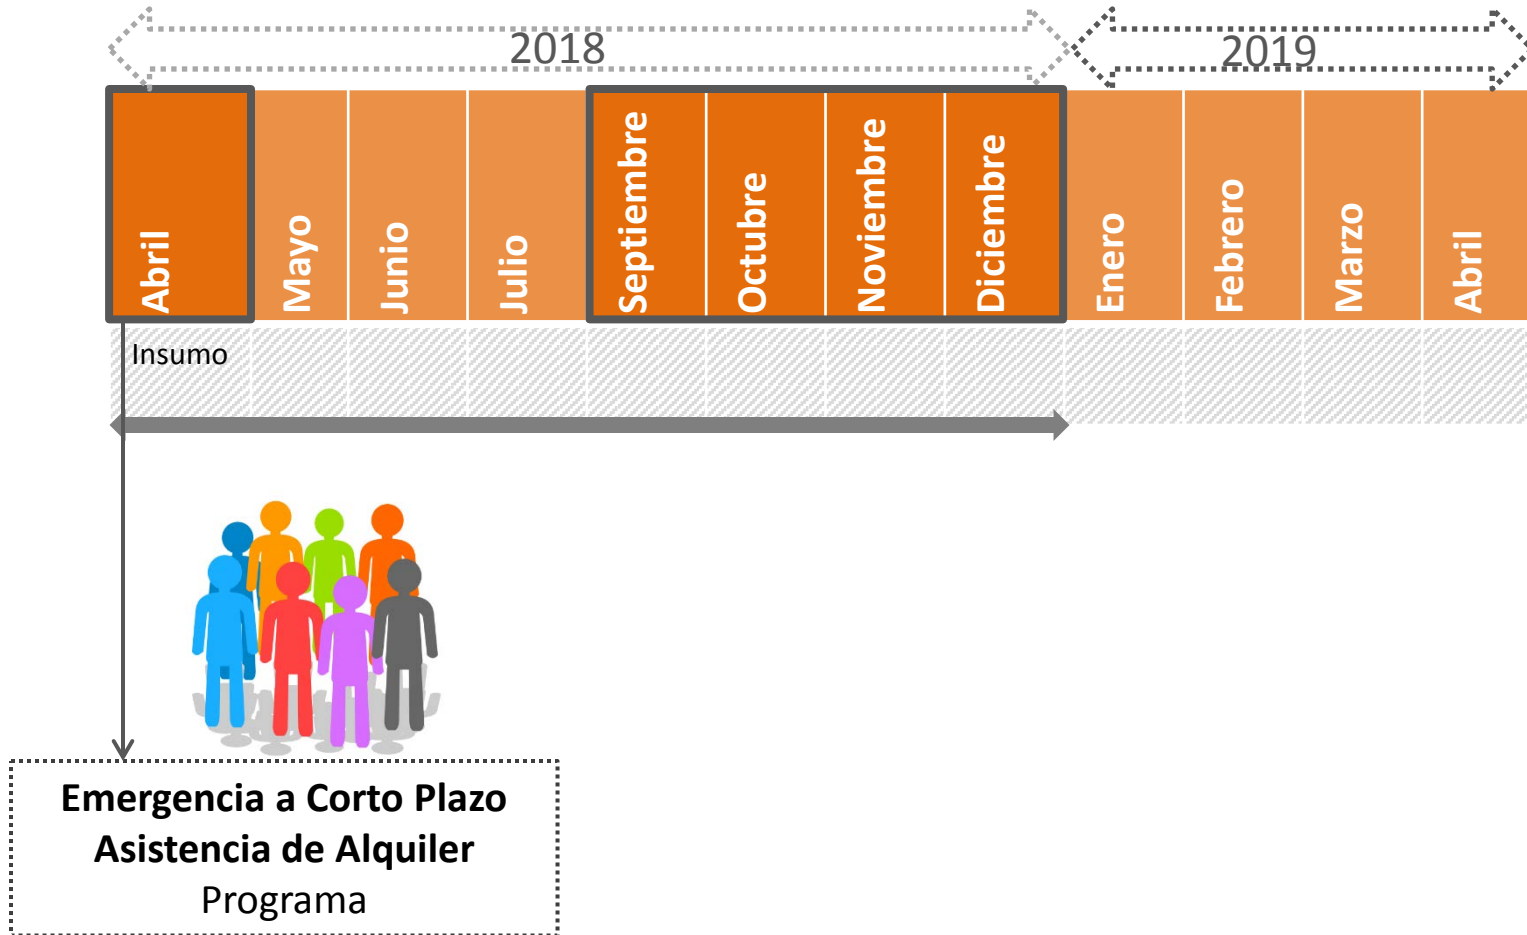 2018
2019
Abril
Mayo
Junio
Julio
Septiembre
Octubre
Noviembre
Diciembre
Enero
Febrero
Marzo
Abril
Insumo
Emergencia a Corto Plazo
Asistencia de Alquiler
Programa